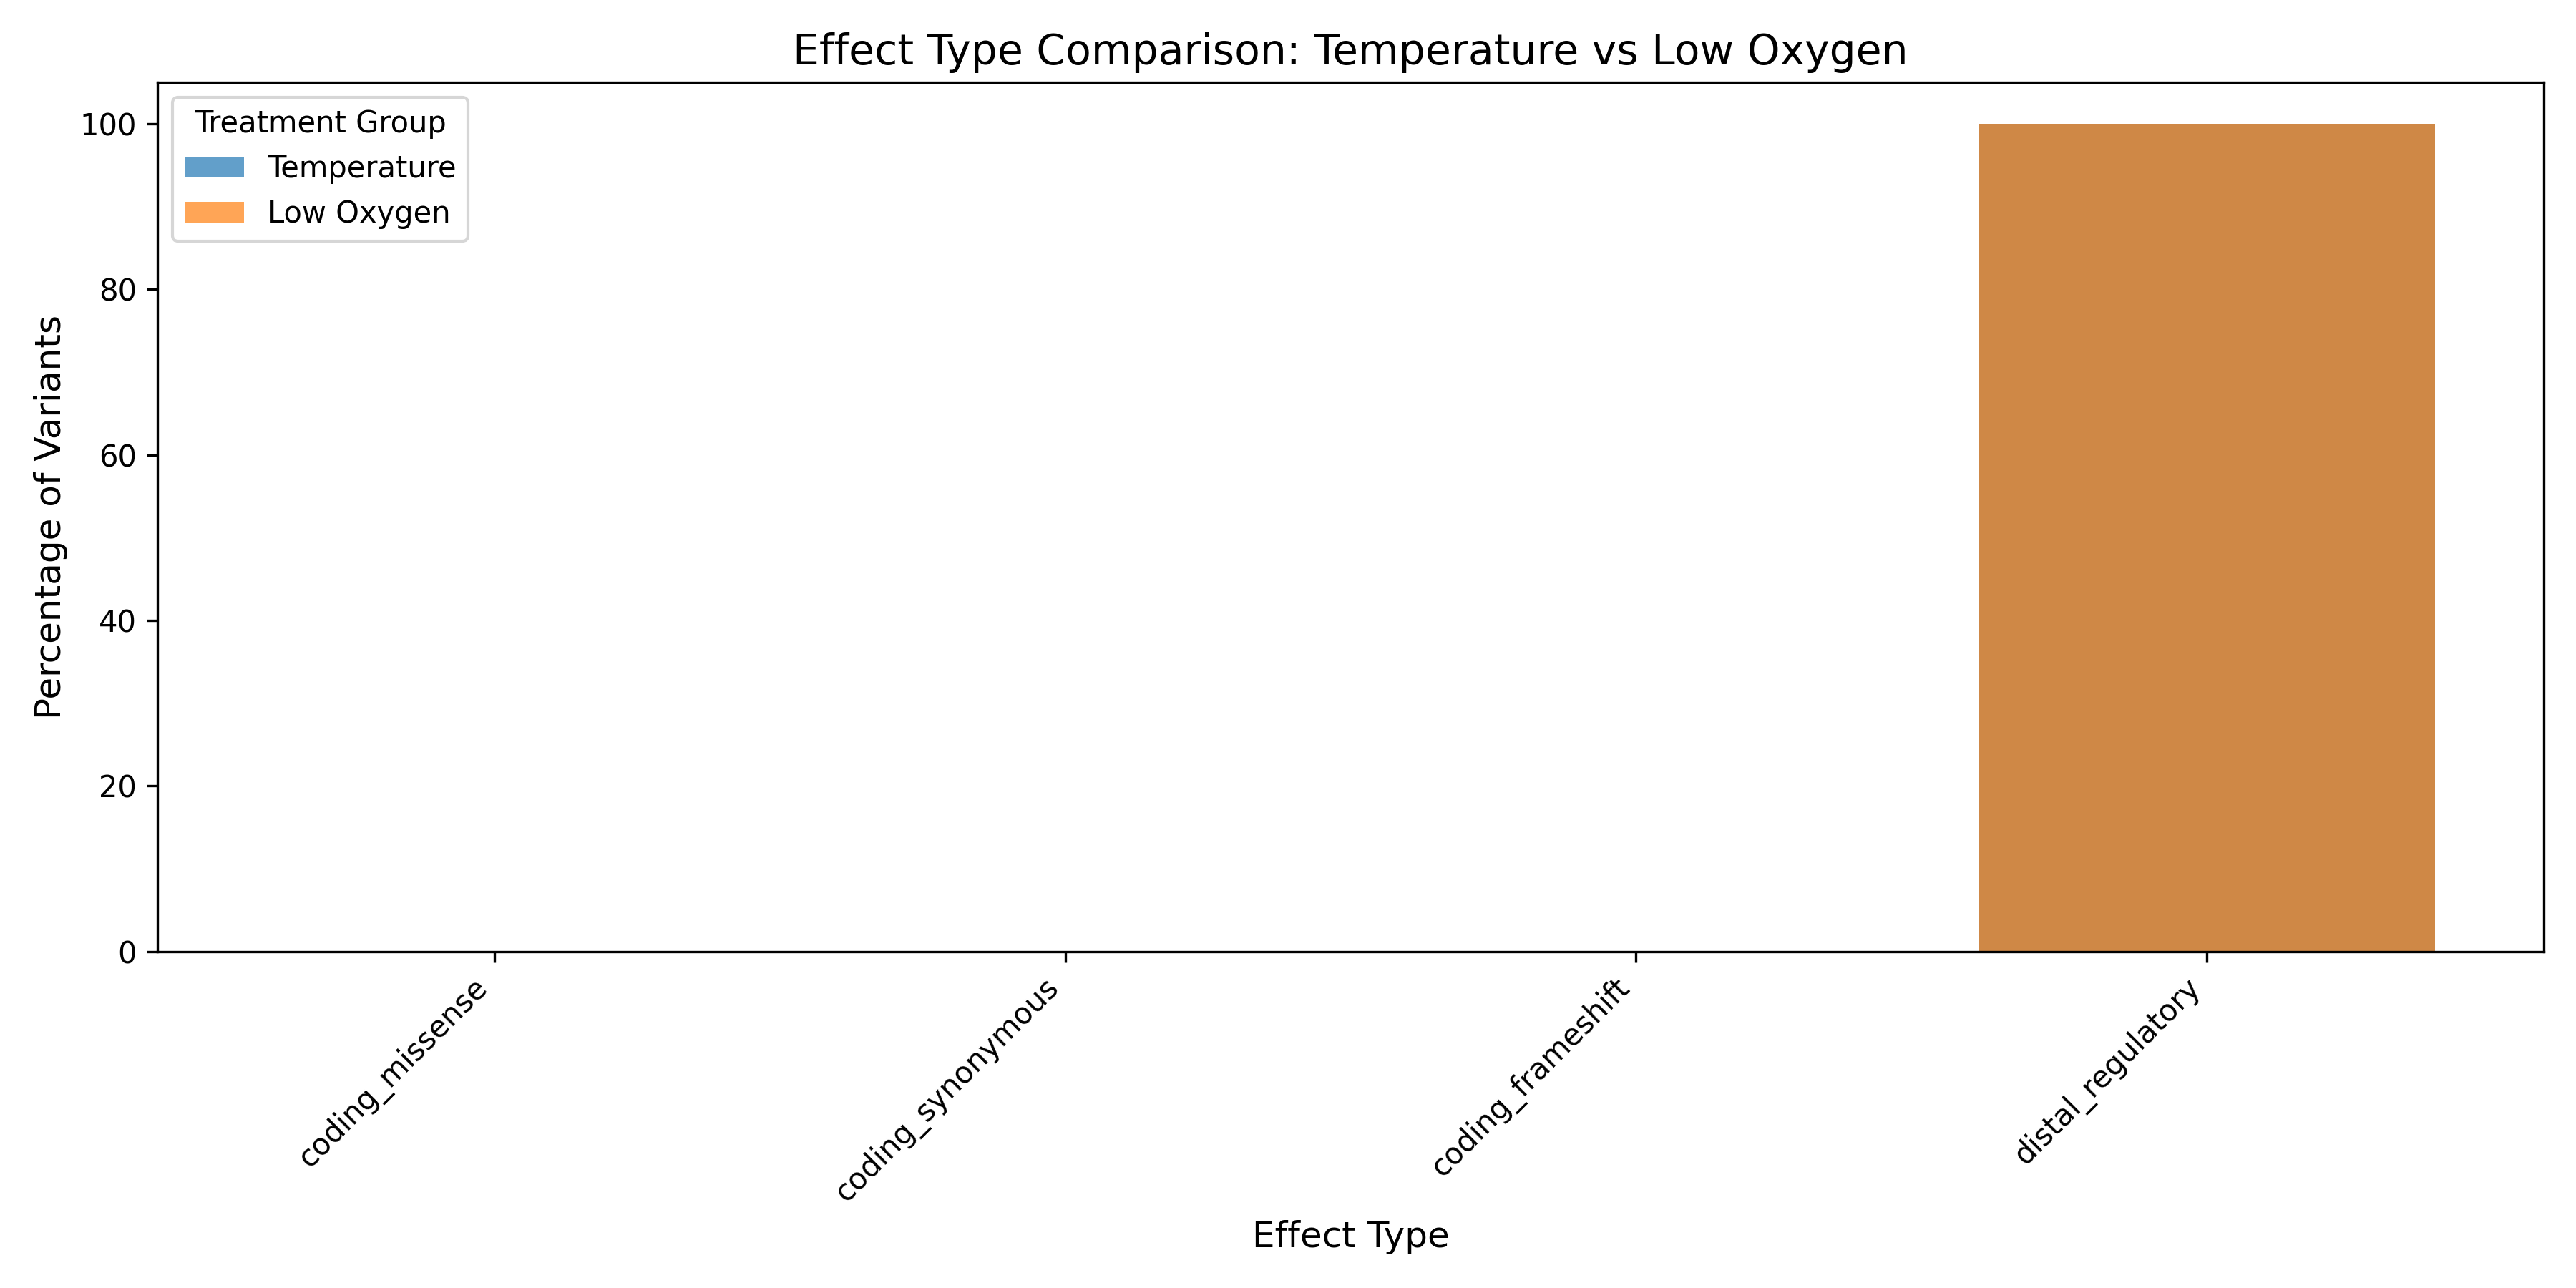 Effect Type Comparison: Temperature vs Low Oxygen
Treatment Group
Temperature
Low Oxygen
Percentage of Variants
100
80
60
40
20
0
coding_missense
coding_synonymous
coding_frameshift
distal_regulatory
Effect Type